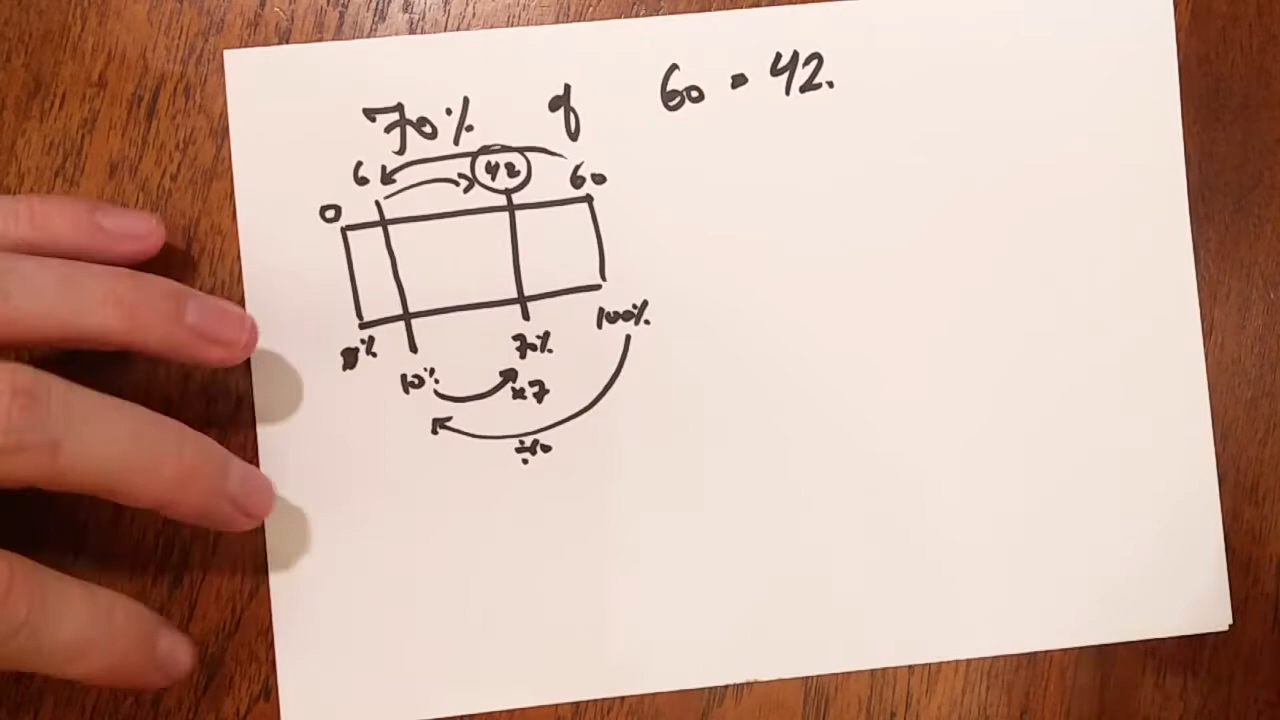 70% of 60 = 42.
6 42 60
0
0% 10% 70% 100%
×7
÷10